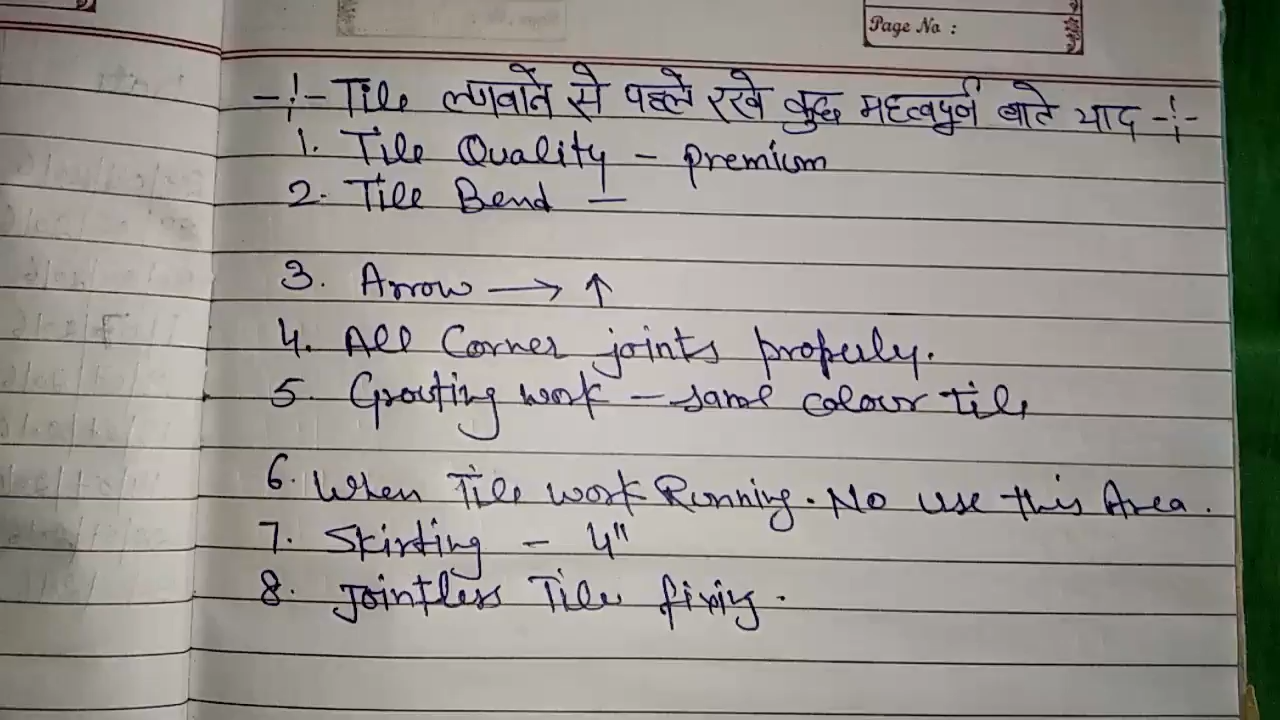 Page No :
-:- Tile लगवाने से पहले रखे कुछ महत्वपूर्ण बाते याद -:-
1. Tile Quality - premium
2. Tile Bend -
3. Arrow → ↑
4. All Corner joints properly.
5. Grouting work - same colour tile
6. When Tile work Running. No use this Area.
7. Skirting - 4"
8. Jointless Tile fixing.